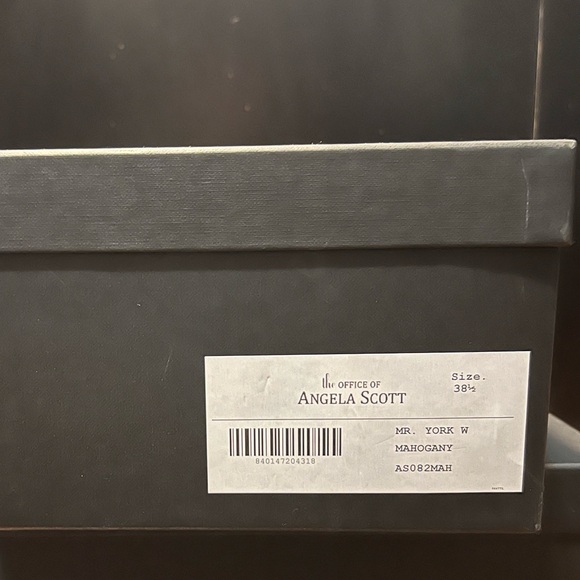 the OFFICE OF
ANGELA SCOTT
Size.
38½
840147204318
MR. YORK W
MAHOGANY
AS082MAH